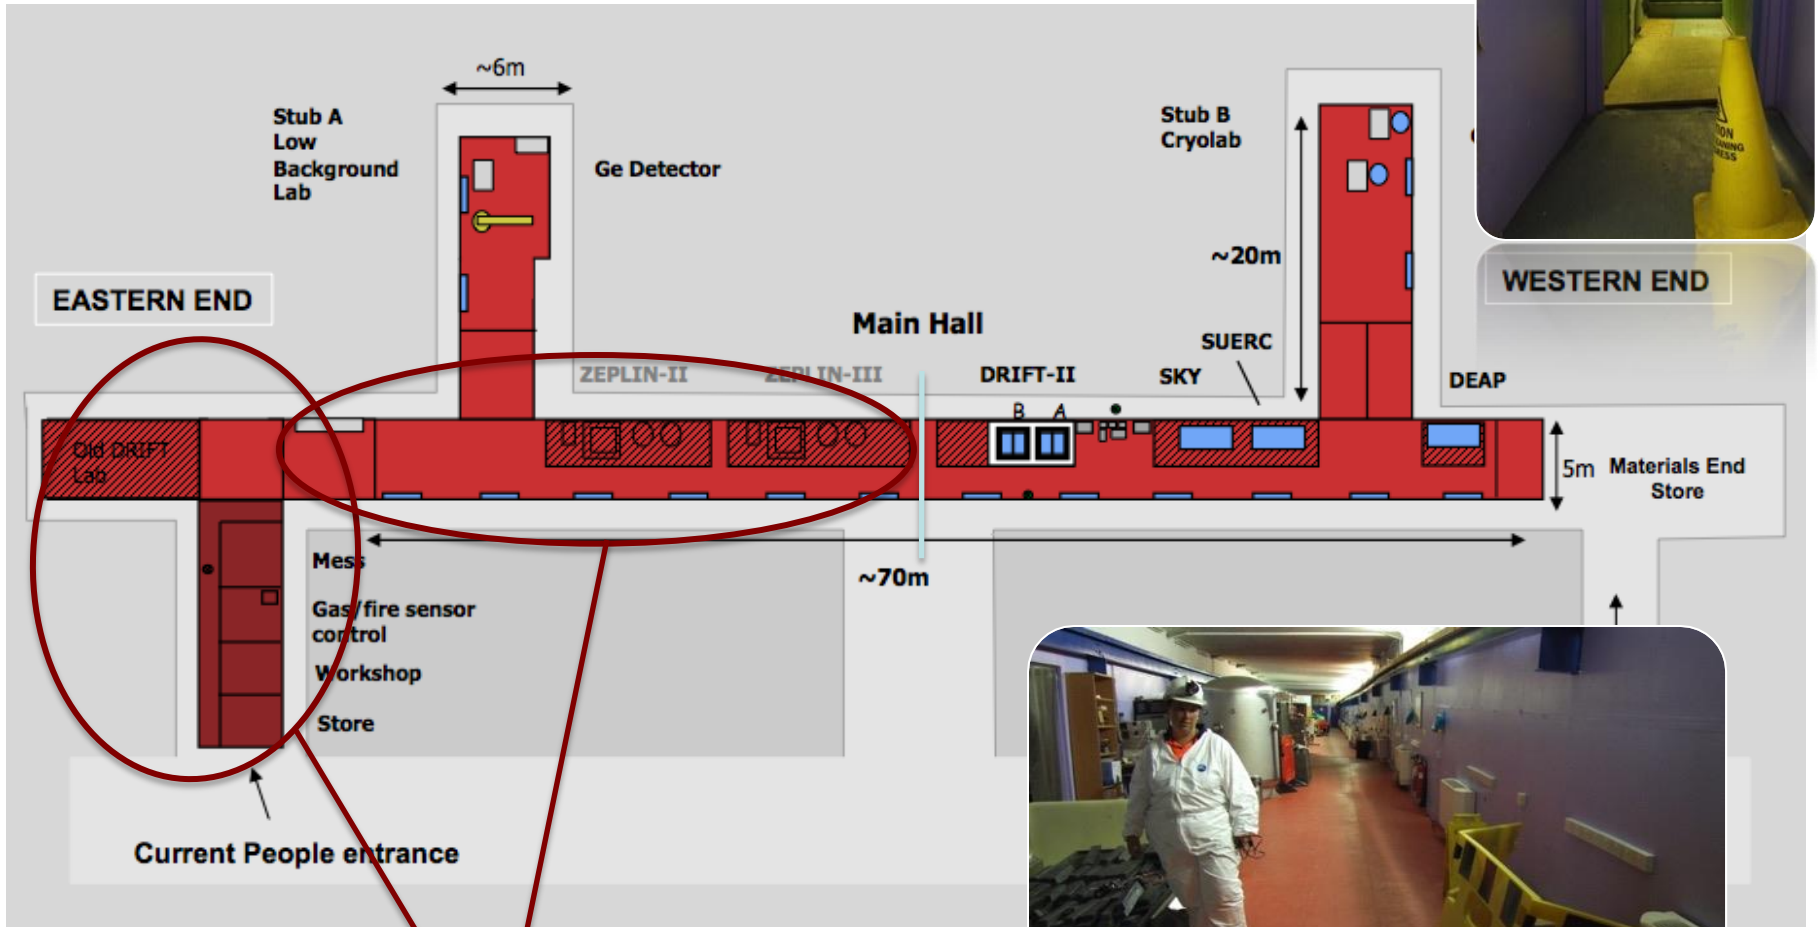 ~6m
Stub A
Low
Background
Lab
Ge Detector
Stub B
Cryolab
~20m
EASTERN END
WESTERN END
Main Hall
SUERC
ZEPLIN-II
ZEPLIN-III
DRIFT-II
SKY
DEAP
B A
Old DRIFT
Lab
5m
Materials End
Store
Mess
~70m
Gas/fire sensor
control
Workshop
Store
Current People entrance